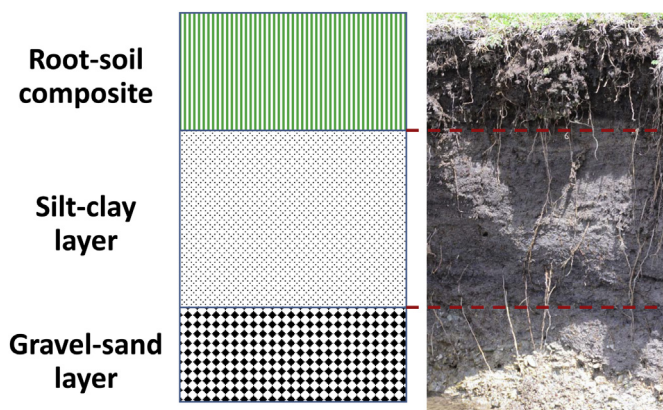 Root-soil
composite
Silt-clay
layer
Gravel-sand
layer